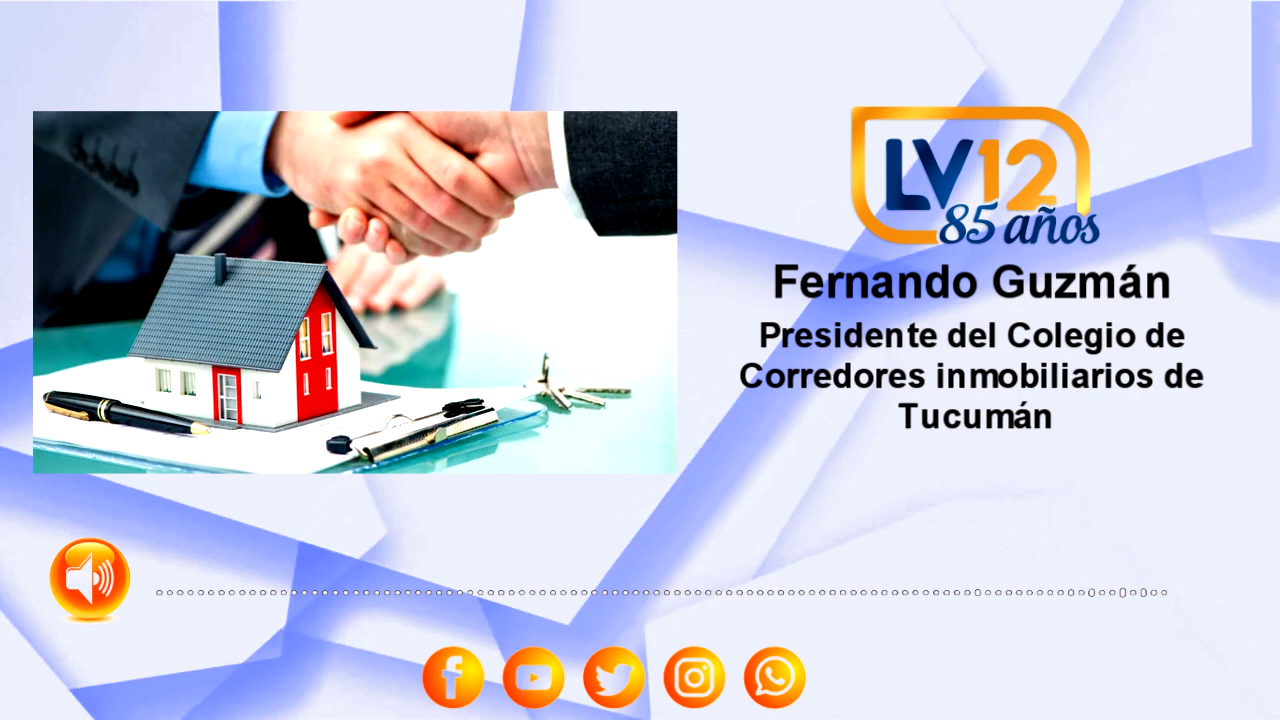 LV12
85 años
Fernando Guzmán
Presidente del Colegio de
Corredores inmobiliarios de
Tucumán